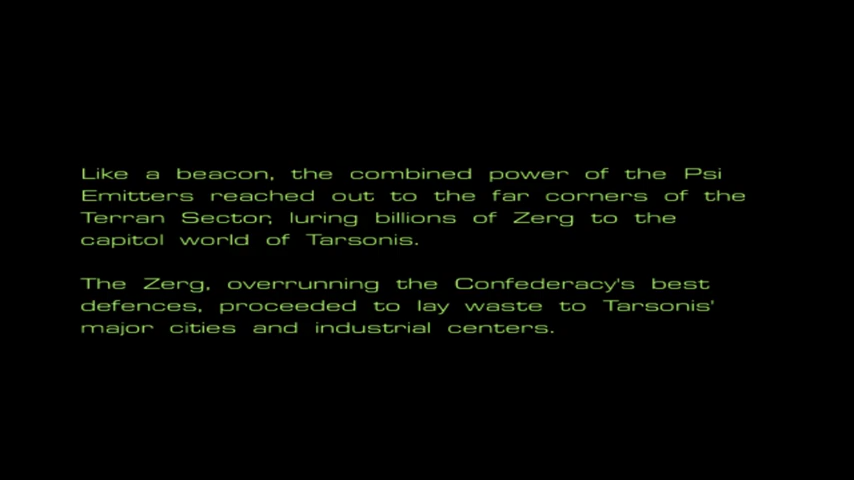 Like a beacon, the combined power of the Psi
Emitters reached out to the far corners of the
Terran Sector, luring billions of Zerg to the
capitol world of Tarsonis.
The Zerg, overrunning the Confederacy's best
defences, proceeded to lay waste to Tarsonis'
major cities and industrial centers.